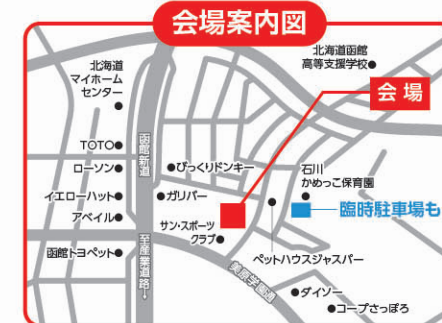 会場案内図
北海道
マイホーム
センター
北海道函館
高等支援学校
会場
TOTO
ローソン
イエローハット
アベイル
函館トヨペット
函館新道
至産業道路→
びっくりドンキー
ガリバー
サン・スポーツ
クラブ
石川
かめっこ保育園
臨時駐車場も
ペットハウスジャスパー
美原学園通
ダイソー
コープさっぽろ